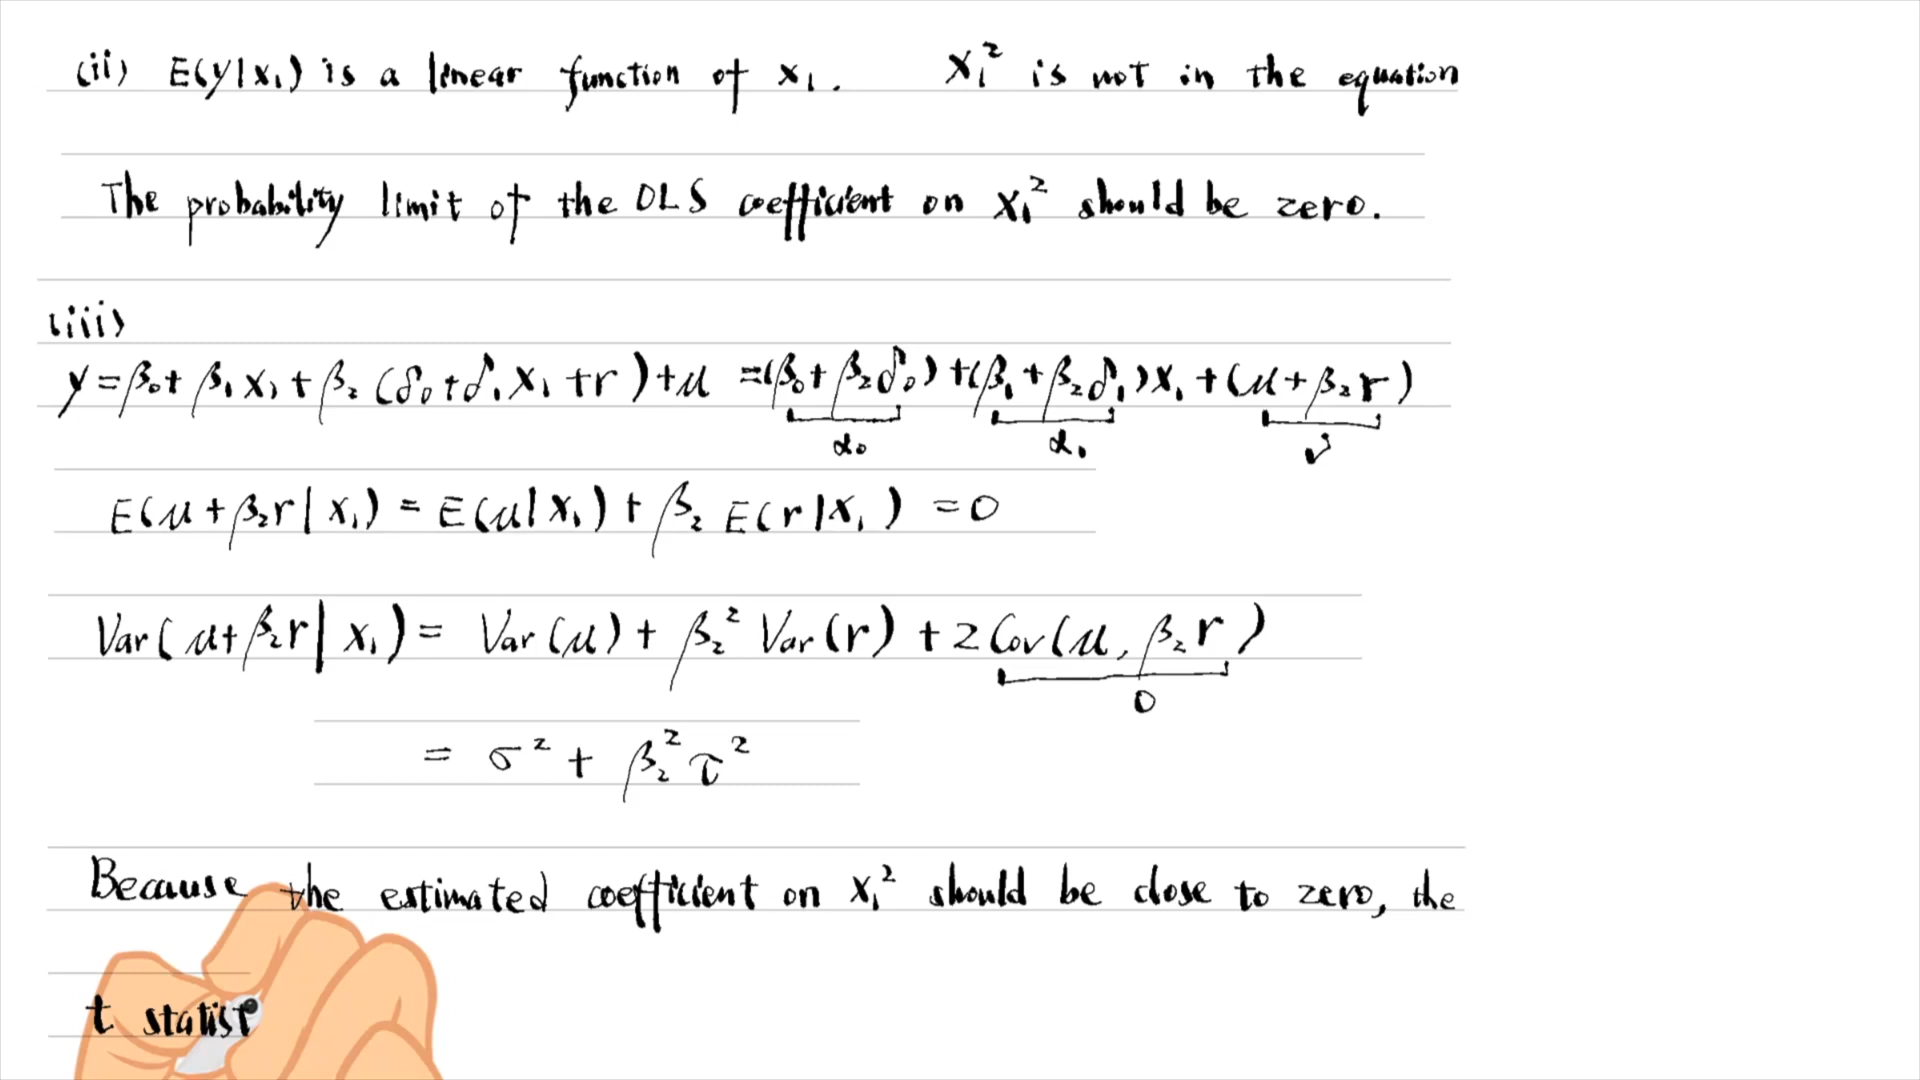 (ii) E(y|x₁) is a linear function of x₁. x₁² is not in the equation
The probability limit of the OLS coefficient on x₁² should be zero.
(iii)
y = β₀ + β₁x₁ + β₂(δ₀ + δ₁x₁ + r) + u = (β₀ + β₂δ₀) + (β₁ + β₂δ₁)x₁ + (u + β₂r)
α₀ α₁ v
E(u + β₂r | x₁) = E(u|x₁) + β₂ E(r|x₁) = 0
Var(u + β₂r | x₁) = Var(u) + β₂² Var(r) + 2Cov(u, β₂r)
0
= σ² + β₂²τ²
Because the estimated coefficient on x₁² should be close to zero, the
t statist